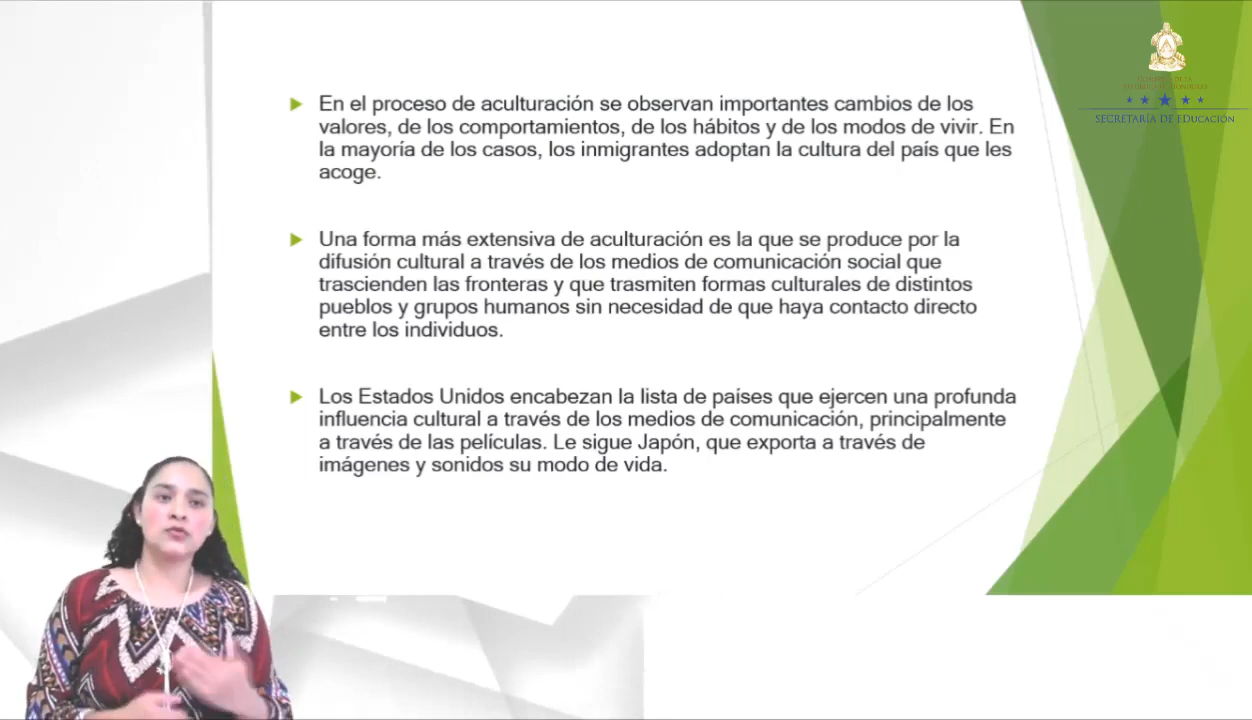 En el proceso de aculturación se observan importantes cambios de los
valores, de los comportamientos, de los hábitos y de los modos de vivir. En
la mayoría de los casos, los inmigrantes adoptan la cultura del país que les
acoge.
Una forma más extensiva de aculturación es la que se produce por la
difusión cultural a través de los medios de comunicación social que
trascienden las fronteras y que trasmiten formas culturales de distintos
pueblos y grupos humanos sin necesidad de que haya contacto directo
entre los individuos.
Los Estados Unidos encabezan la lista de países que ejercen una profunda
influencia cultural a través de los medios de comunicación, principalmente
a través de las películas. Le sigue Japón, que exporta a través de
imágenes y sonidos su modo de vida.
SECRETARÍA DE EDUCACIÓN